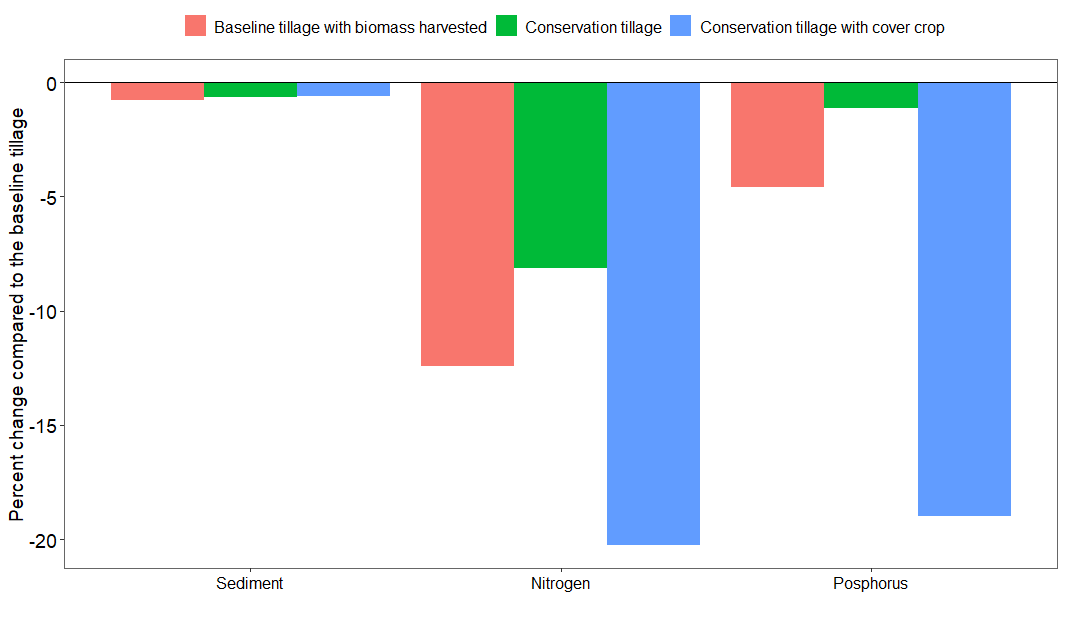 Baseline tillage with biomass harvested Conservation tillage Conservation tillage with cover crop
Percent change compared to the baseline tillage
0
-5
-10
-15
-20
Sediment Nitrogen Posphorus